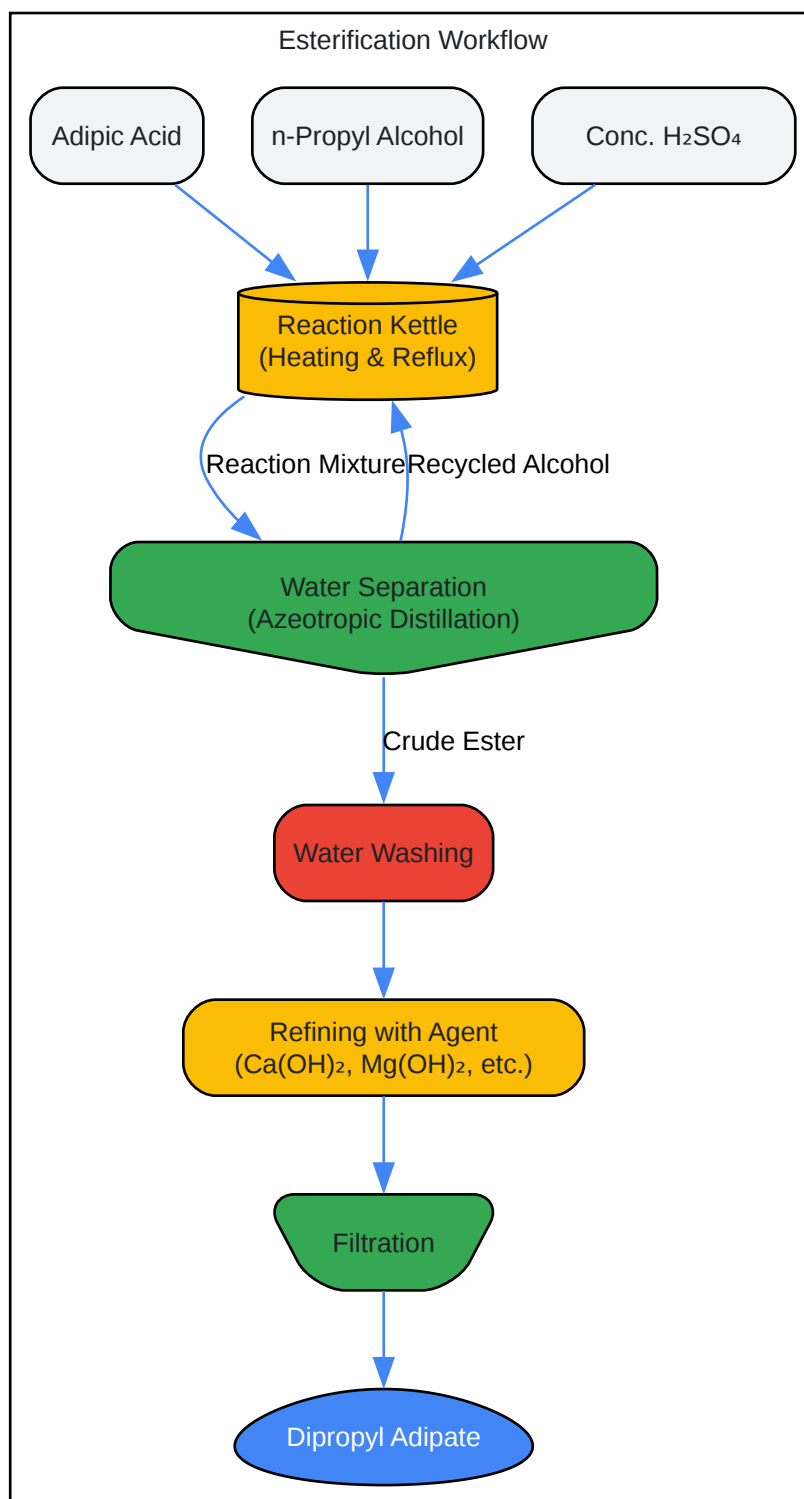 Esterification Workflow
Adipic Acid
n-Propyl Alcohol
Conc. H₂SO₄
Reaction Kettle
(Heating & Reflux)
Reaction Mixture
Recycled Alcohol
Water Separation
(Azeotropic Distillation)
Crude Ester
Water Washing
Refining with Agent
(Ca(OH)₂, Mg(OH)₂, etc.)
Filtration
Dipropyl Adipate